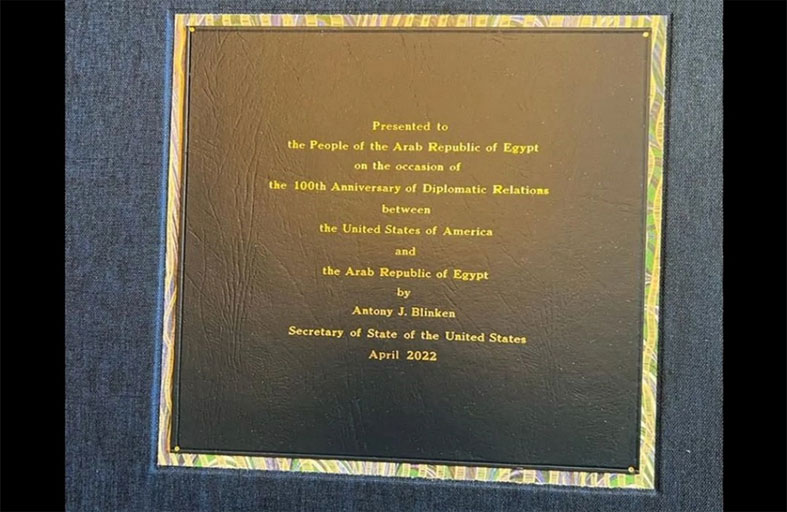 Presented to
the People of the Arab Republic of Egypt
on the occasion of
the 100th Anniversary of Diplomatic Relations
between
the United States of America
and
the Arab Republic of Egypt
by
Antony J. Blinken
Secretary of State of the United States
April 2022